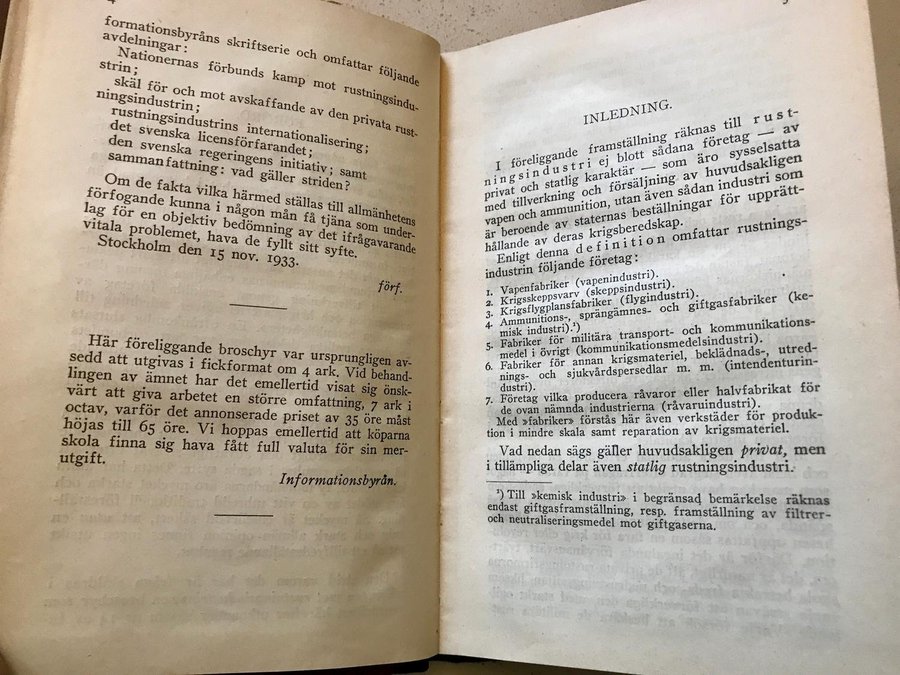 4
formationsbyråns skriftserie och omfattar följande
avdelningar:
Nationernas förbunds kamp mot rustningsindu-
strin;
skäl för och mot avskaffande av den privata rust-
ningsindustrin;
rustningsindustrins internationalisering;
det svenska licensförfarandet;
den svenska regeringens initiativ; samt
sammanfattning: vad gäller striden?
Om de fakta vilka härmed ställas till allmänhetens
förfogande kunna i någon mån få tjäna som under-
lag för en objektiv bedömning av det ifrågavarande
vitala problemet, hava de fyllt sitt syfte.
Stockholm den 15 nov. 1933.
förf.
Här föreliggande broschyr var ursprungligen av-
sedd att utgivas i fickformat om 4 ark. Vid behand-
lingen av ämnet har det emellertid visat sig önsk-
värt att giva arbetet en större omfattning, 7 ark i
octav, varför det annonserade priset av 35 öre måst
höjas till 65 öre. Vi hoppas emellertid att köparna
skola finna sig hava fått full valuta för sin mer-
utgift.
Informationsbyrån.
5
INLEDNING.
I föreliggande framställning räknas till rust-
ningsindustri ej blott sådana företag — av
privat och statlig karaktär — som äro sysselsatta
med tillverkning och försäljning av huvudsakligen
vapen och ammunition, utan även sådan industri som
är beroende av staternas beställningar för upprätt-
hållande av deras krigsberedskap.
Enligt denna definition omfattar rustnings-
industrin följande företag:
1. Vapenfabriker (vapenindustri).
2. Krigsskeppsvarv (skeppsindustri).
3. Krigsflygplansfabriker (flygindustri).
4. Ammunitions-, sprängämnes- och giftgasfabriker (ke-
misk industri).¹)
5. Fabriker för militära transport- och kommunikations-
medel i övrigt (kommunikationsmedelsindustri).
6. Fabriker för annan krigsmateriel, beklädnads-, utred-
nings- och sjukvårdspersedlar m. m. (intendenturin-
dustri).
7. Företag vilka producera råvaror eller halvfabrikat för
de ovan nämnda industrierna (råvaruindustri).
Med »fabriker» förstås här även verkstäder för produk-
tion i mindre skala samt reparation av krigsmateriel.
Vad nedan sägs gäller huvudsakligen privat, men
i tillämpliga delar även statlig rustningsindustri.
¹) Till »kemisk industri» i begränsad bemärkelse räknas
endast giftgasframställning, resp. framställning av filtrer-
och neutraliseringsmedel mot giftgaserna.